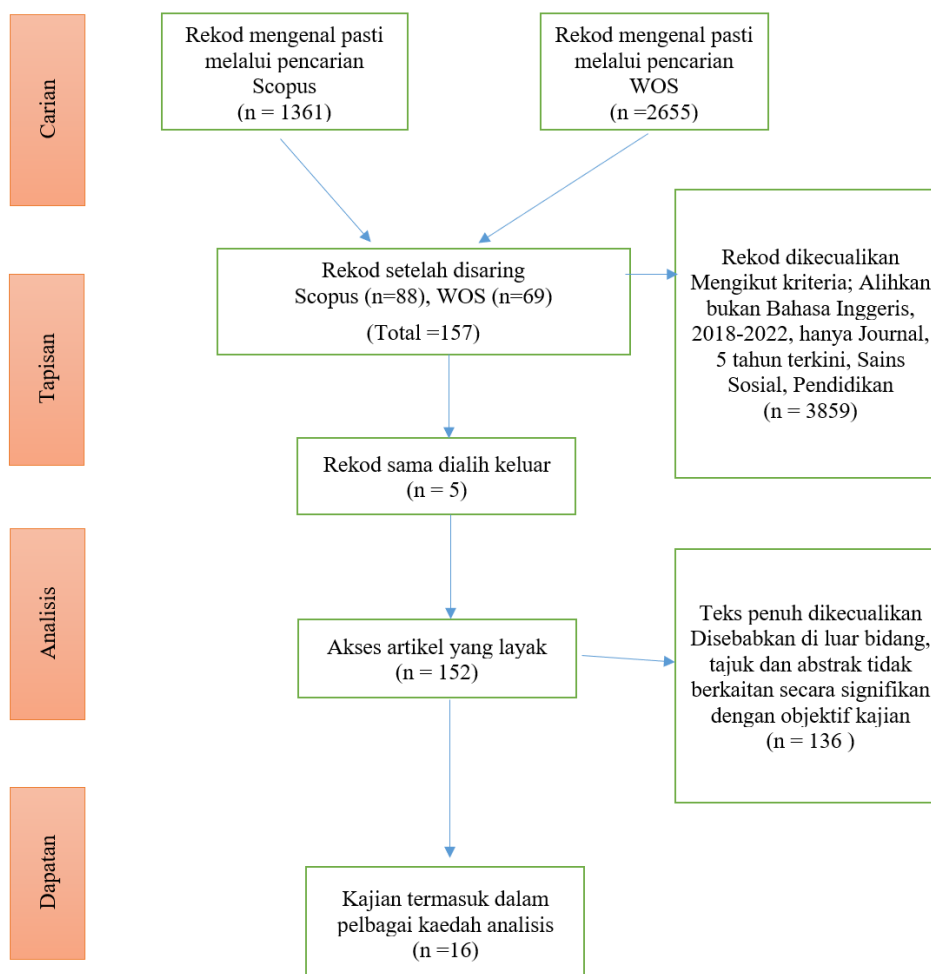 Carian
Rekod mengenal pasti
melalui pencarian
Scopus
(n = 1361)
Rekod mengenal pasti
melalui pencarian
WOS
(n =2655)
Tapisan
Rekod setelah disaring
Scopus (n=88), WOS (n=69)
(Total =157)
Rekod dikecualikan
Mengikut kriteria; Alihkan
bukan Bahasa Inggeris,
2018-2022, hanya Journal,
5 tahun terkini, Sains
Sosial, Pendidikan
(n = 3859)
Rekod sama dialih keluar
(n = 5)
Analisis
Akses artikel yang layak
(n = 152)
Teks penuh dikecualikan
Disebabkan di luar bidang,
tajuk dan abstrak tidak
berkaitan secara signifikan
dengan objektif kajian
(n = 136 )
Dapatan
Kajian termasuk dalam
pelbagai kaedah analisis
(n =16)